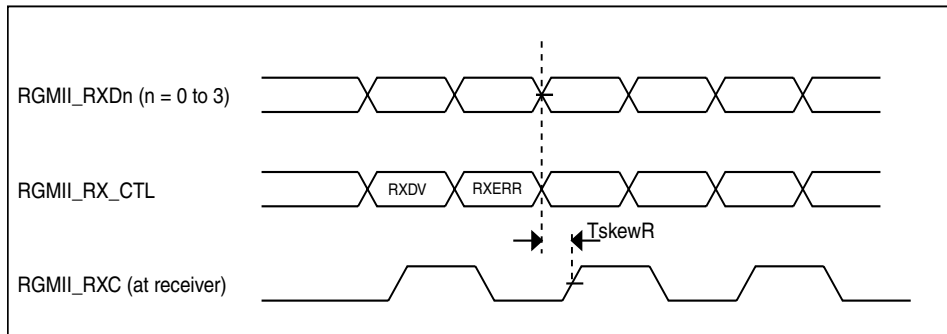 RGMII_RXDn (n = 0 to 3)
RGMII_RX_CTL
RXDV
RXERR
TskewR
RGMII_RXC (at receiver)